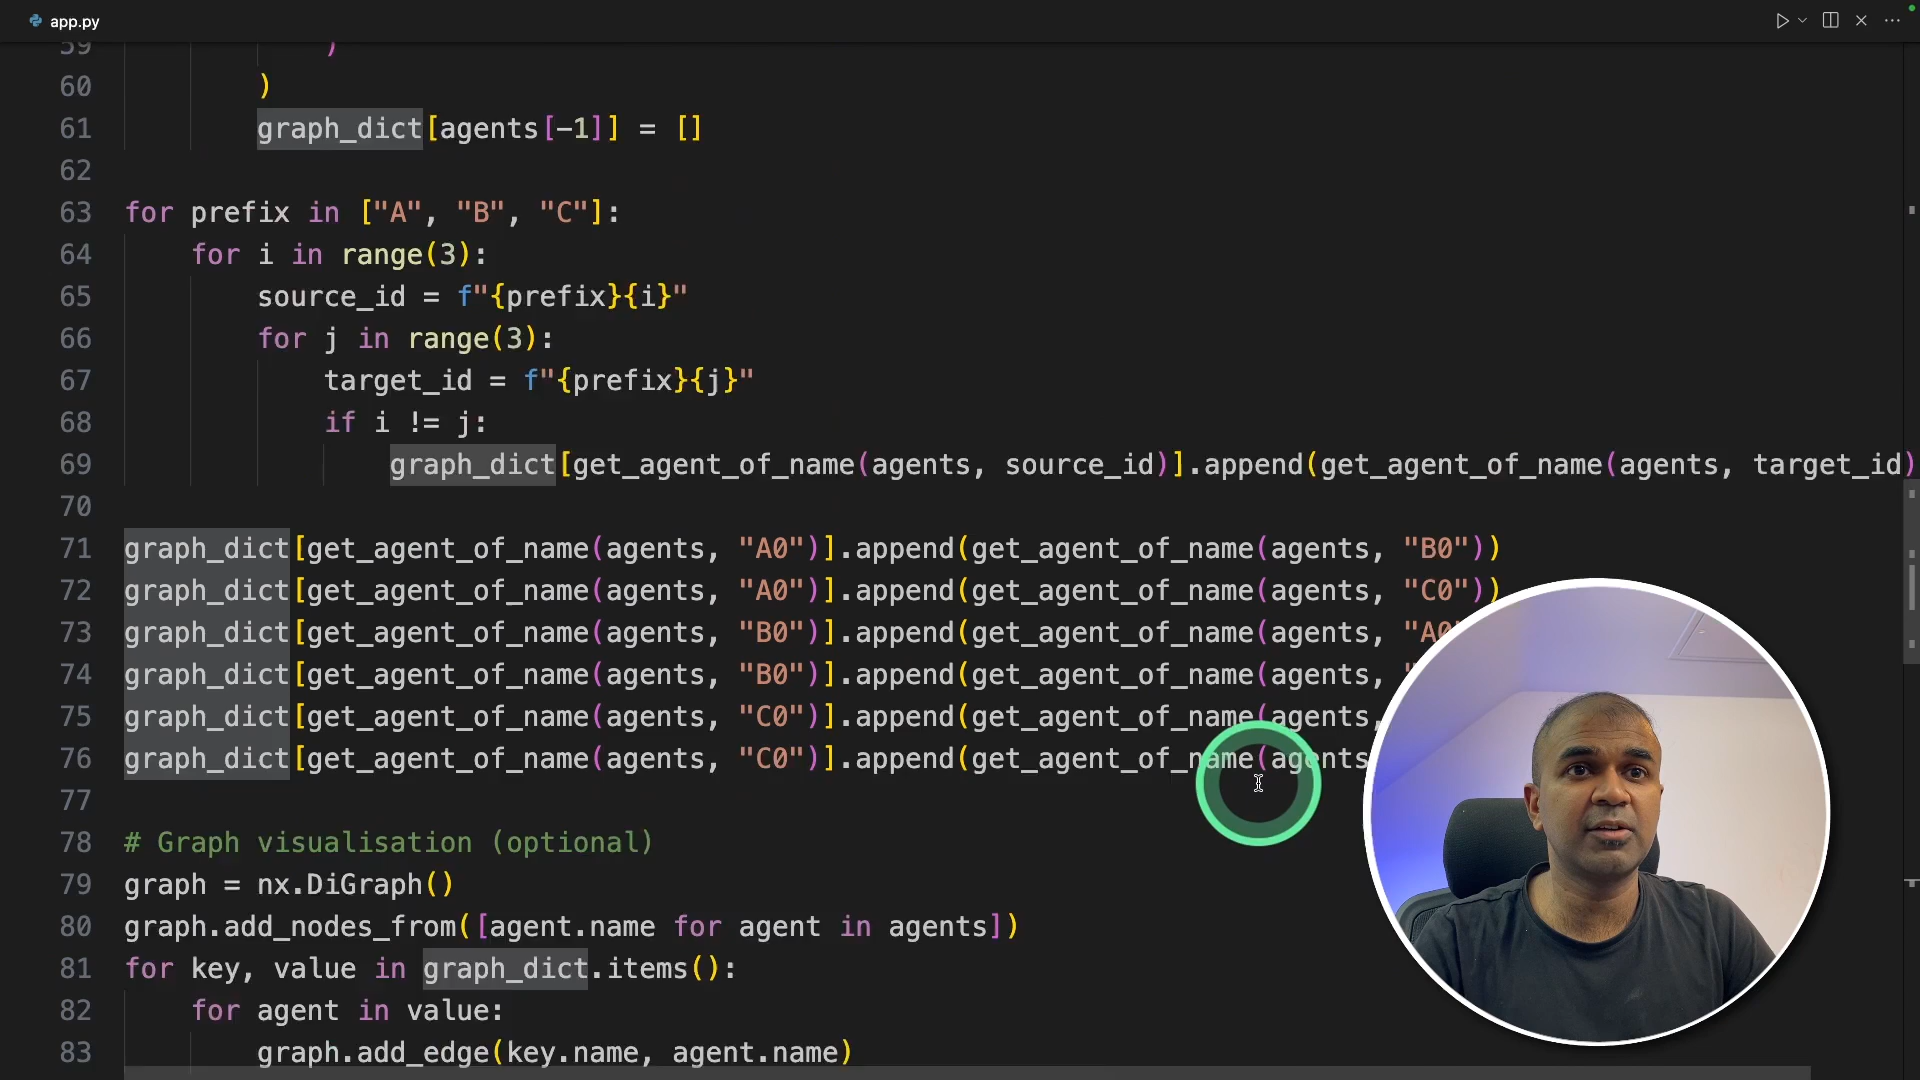 app.py
59 )
60 )
61 graph_dict[agents[-1]] = []
62
63 for prefix in ["A", "B", "C"]:
64 for i in range(3):
65 source_id = f"{prefix}{i}"
66 for j in range(3):
67 target_id = f"{prefix}{j}"
68 if i != j:
69 graph_dict[get_agent_of_name(agents, source_id)].append(get_agent_of_name(agents, target_id)
70
71 graph_dict[get_agent_of_name(agents, "A0")].append(get_agent_of_name(agents, "B0"))
72 graph_dict[get_agent_of_name(agents, "A0")].append(get_agent_of_name(agents, "C0"))
73 graph_dict[get_agent_of_name(agents, "B0")].append(get_agent_of_name(agents, "A0"
74 graph_dict[get_agent_of_name(agents, "B0")].append(get_agent_of_name(agents,
75 graph_dict[get_agent_of_name(agents, "C0")].append(get_agent_of_name(agents,
76 graph_dict[get_agent_of_name(agents, "C0")].append(get_agent_of_name(agents
77
78 # Graph visualisation (optional)
79 graph = nx.DiGraph()
80 graph.add_nodes_from([agent.name for agent in agents])
81 for key, value in graph_dict.items():
82 for agent in value:
83 graph.add_edge(key.name, agent.name)